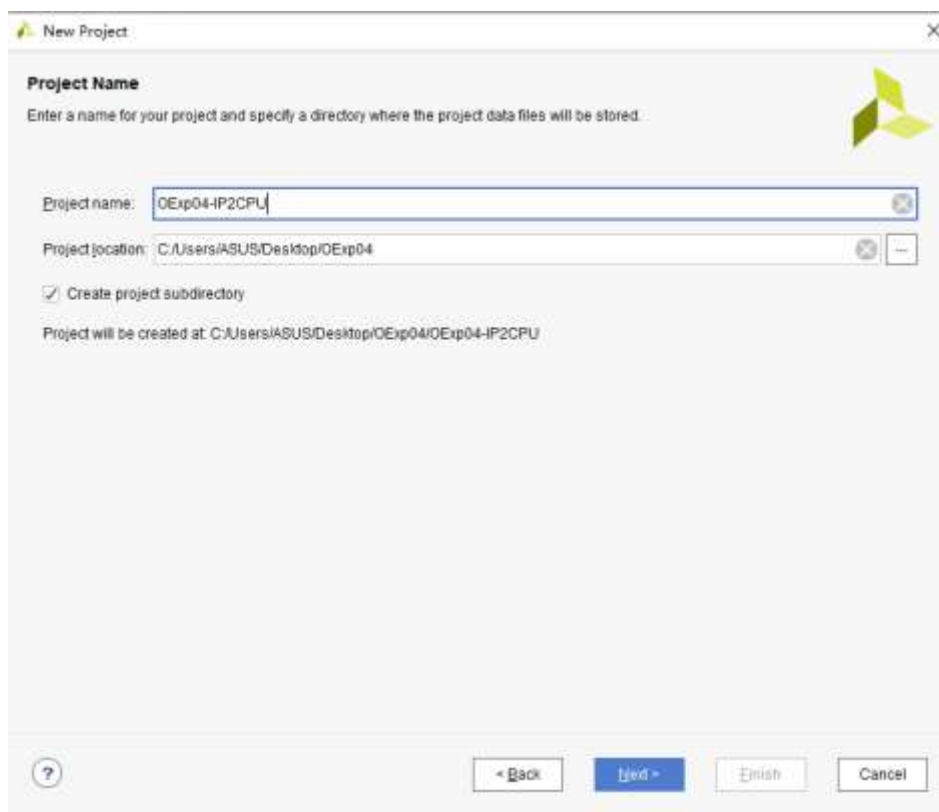 New Project
Project Name
Enter a name for your project and specify a directory where the project data files will be stored.
Project name: OExp04-IP2CPU
Project location: C:/Users/ASUS/Desktop/OExp04
...
Create project subdirectory
Project will be created at: C:/Users/ASUS/Desktop/OExp04/OExp04-IP2CPU
?
< Back
Next >
Finish
Cancel